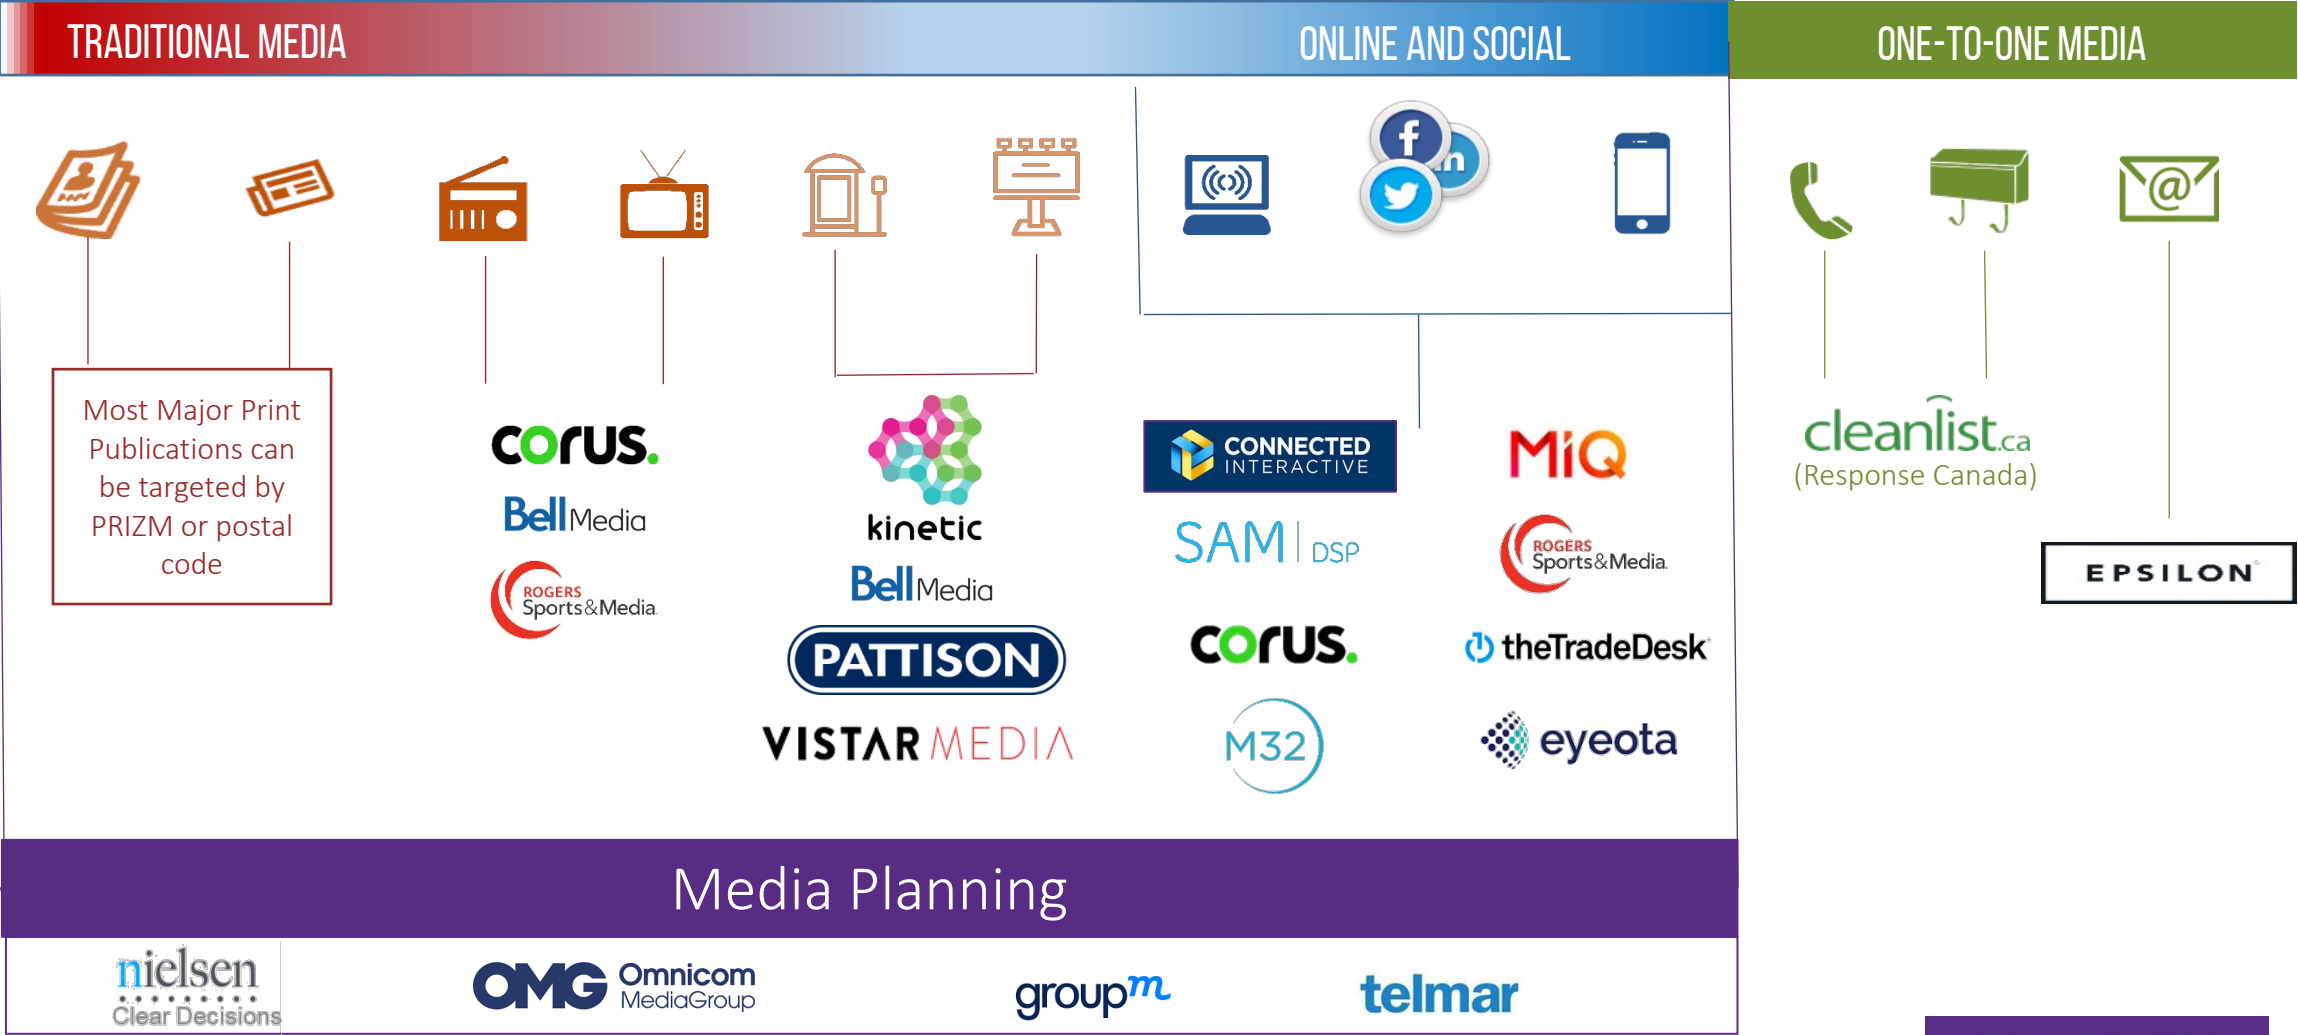 TRADITIONAL MEDIA
ONLINE AND SOCIAL
ONE-TO-ONE MEDIA
f
in
@
Most Major Print
Publications can
be targeted by
PRIZM or postal
code
corus.
Bell Media
ROGERS
Sports & Media
kinetic
Bell Media
PATTISON
VISTAR MEDIA
CONNECTED
INTERACTIVE
SAM | DSP
corus.
M32
MiQ
ROGERS
Sports & Media
theTradeDesk
eyeota
cleanlist.ca
(Response Canada)
EPSILON
Media Planning
nielsen
Clear Decisions
OMG Omnicom
MediaGroup
groupm
telmar